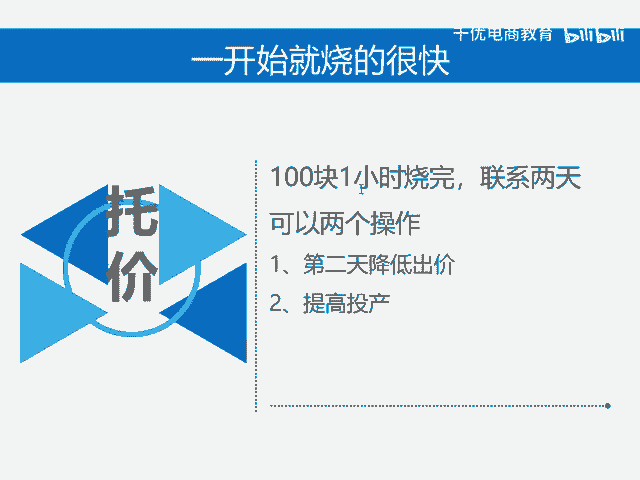 千优电商教育 bilibili
一开始就烧的很快
托价
100块1小时烧完，联系两天
可以两个操作
1、第二天降低出价
2、提高投产